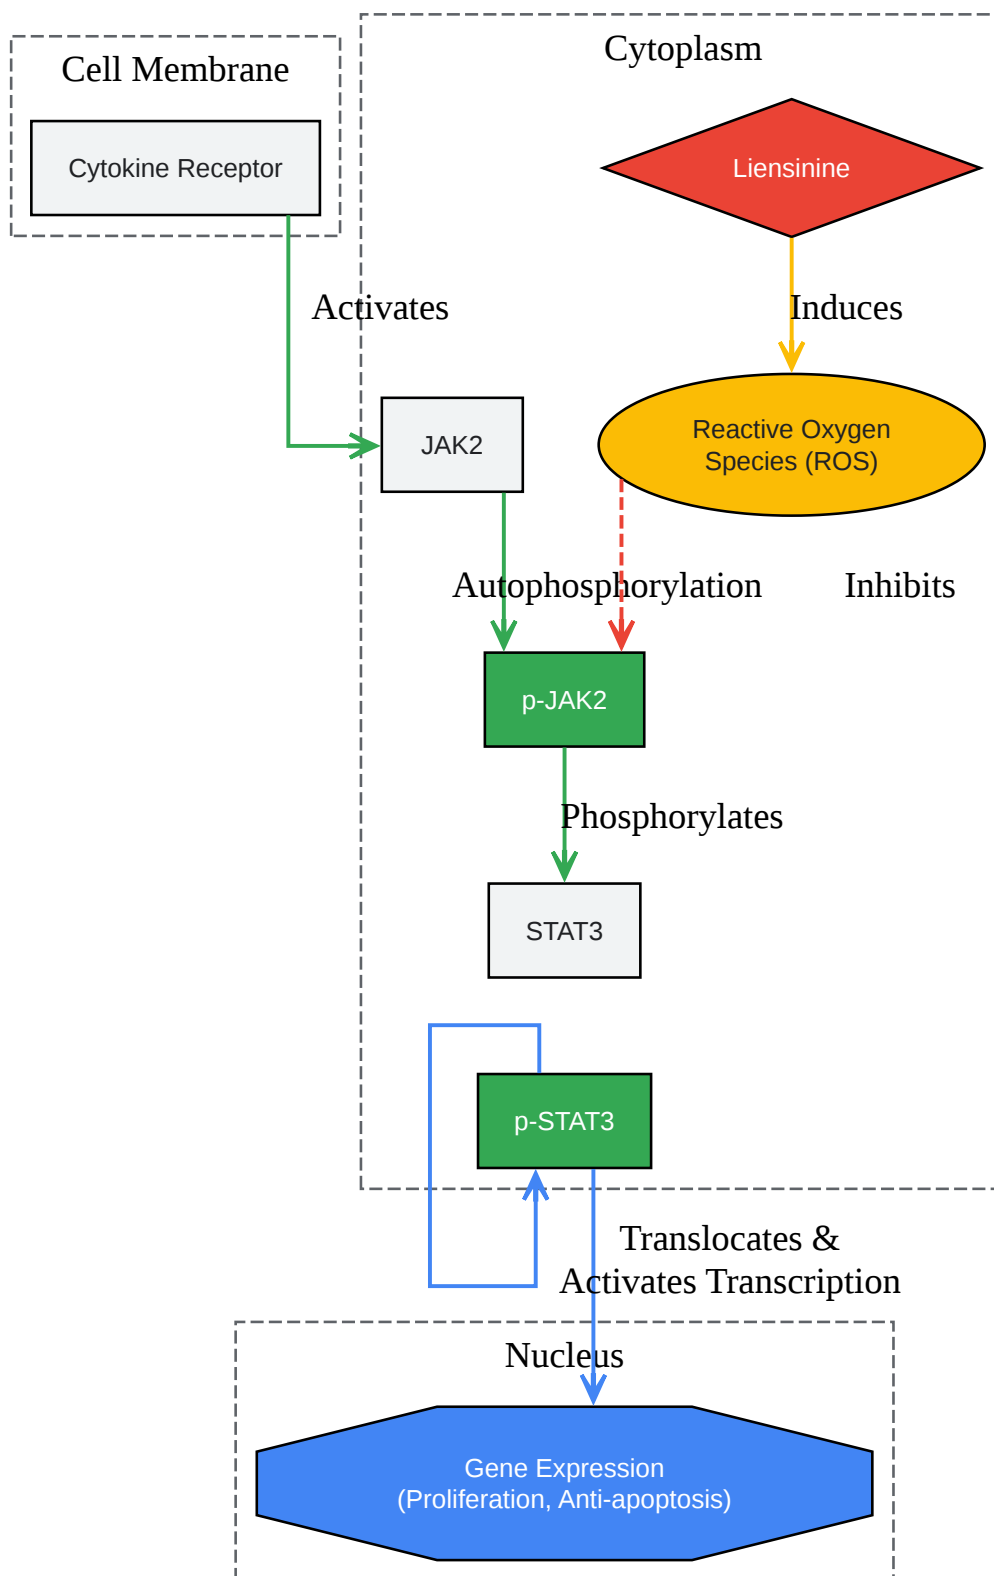 Cytoplasm
Cell Membrane
Cytokine Receptor
Liensinine
Activates
Induces
JAK2
Reactive Oxygen
Species (ROS)
Autophosphorylation
Inhibits
p-JAK2
Phosphorylates
STAT3
p-STAT3
Translocates &
Activates Transcription
Nucleus
Gene Expression
(Proliferation, Anti-apoptosis)